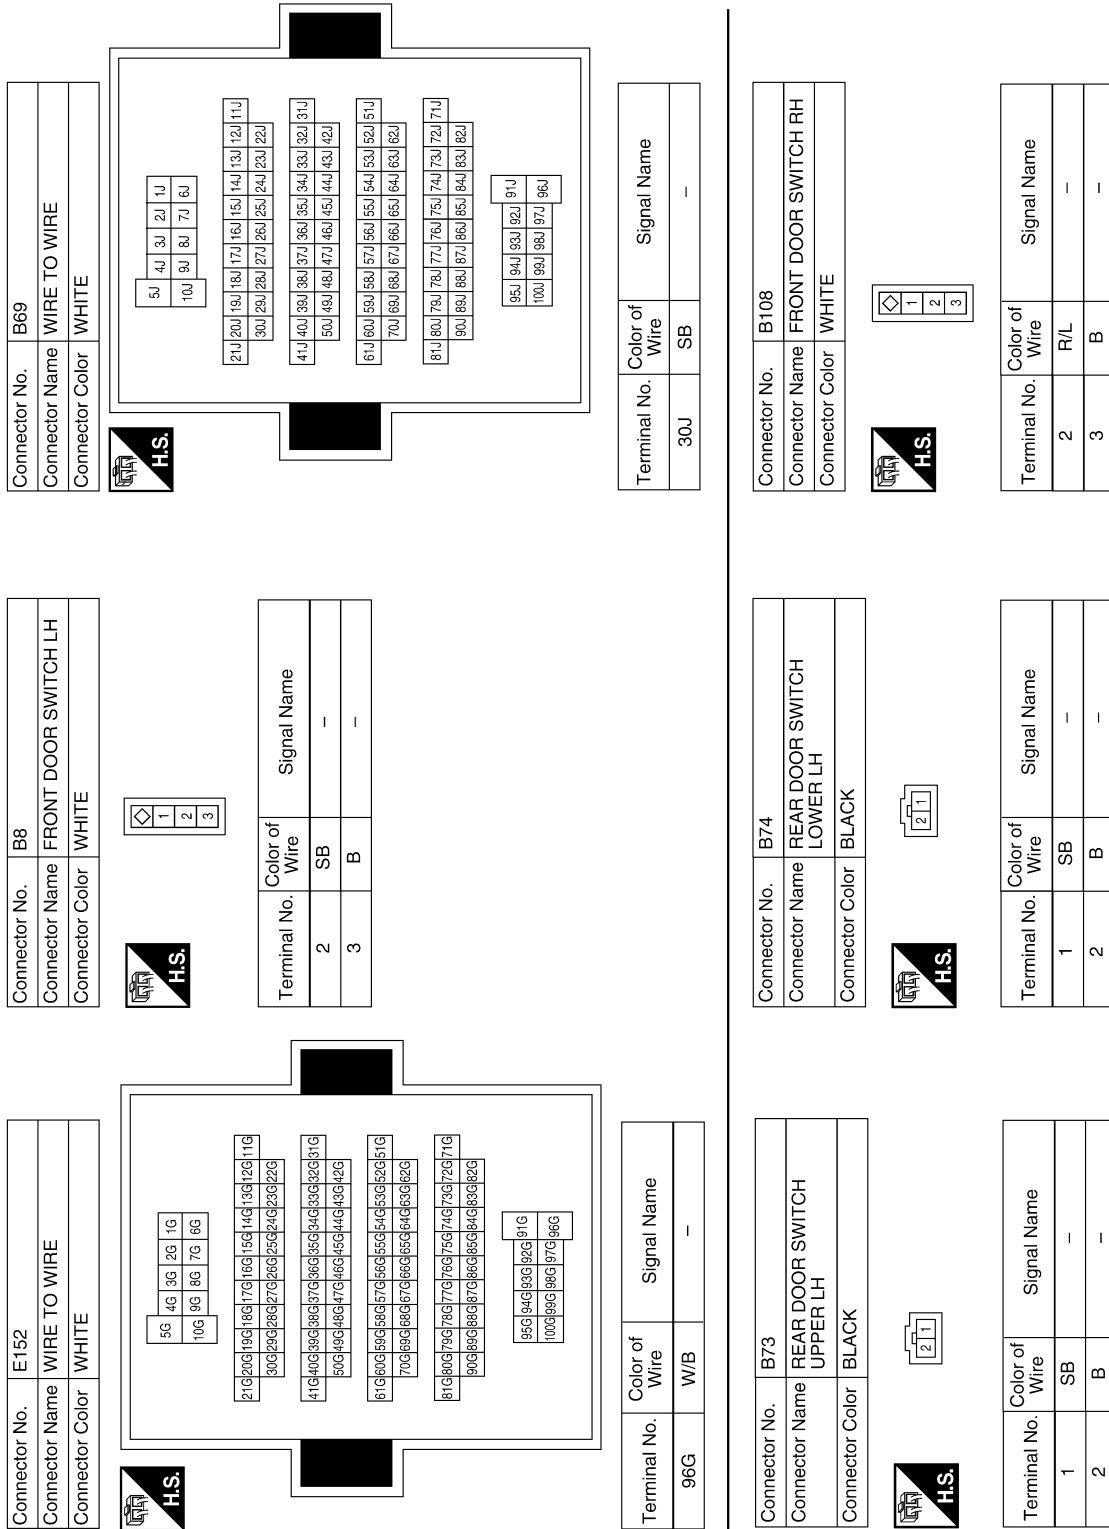 Connector No. E152
Connector Name WIRE TO WIRE
Connector Color WHITE
H.S.
5G 4G 3G 2G 1G
10G 9G 8G 7G 6G
21G 20G 19G 18G 17G 16G 15G 14G 13G 12G 11G
30G 29G 28G 27G 26G 25G 24G 23G 22G
41G 40G 39G 38G 37G 36G 35G 34G 33G 32G 31G
50G 49G 48G 47G 46G 45G 44G 43G 42G
61G 60G 59G 58G 57G 56G 55G 54G 53G 52G 51G
70G 69G 68G 67G 66G 65G 64G 63G 62G
81G 80G 79G 78G 77G 76G 75G 74G 73G 72G 71G
90G 89G 88G 87G 86G 85G 84G 83G 82G
95G 94G 93G 92G 91G
100G 99G 98G 97G 96G
Terminal No. Color of Wire Signal Name
96G W/B –
Connector No. B8
Connector Name FRONT DOOR SWITCH LH
Connector Color WHITE
H.S.
1
2
3
Terminal No. Color of Wire Signal Name
2 SB –
3 B –
Connector No. B69
Connector Name WIRE TO WIRE
Connector Color WHITE
H.S.
5J 4J 3J 2J 1J
10J 9J 8J 7J 6J
21J 20J 19J 18J 17J 16J 15J 14J 13J 12J 11J
30J 29J 28J 27J 26J 25J 24J 23J 22J
41J 40J 39J 38J 37J 36J 35J 34J 33J 32J 31J
50J 49J 48J 47J 46J 45J 44J 43J 42J
61J 60J 59J 58J 57J 56J 55J 54J 53J 52J 51J
70J 69J 68J 67J 66J 65J 64J 63J 62J
81J 80J 79J 78J 77J 76J 75J 74J 73J 72J 71J
90J 89J 88J 87J 86J 85J 84J 83J 82J
95J 94J 93J 92J 91J
100J 99J 98J 97J 96J
Terminal No. Color of Wire Signal Name
30J SB –
Connector No. B73
Connector Name REAR DOOR SWITCH
UPPER LH
Connector Color BLACK
H.S.
2 1
Terminal No. Color of Wire Signal Name
1 SB –
2 B –
Connector No. B74
Connector Name REAR DOOR SWITCH
LOWER LH
Connector Color BLACK
H.S.
2 1
Terminal No. Color of Wire Signal Name
1 SB –
2 B –
Connector No. B108
Connector Name FRONT DOOR SWITCH RH
Connector Color WHITE
H.S.
1
2
3
Terminal No. Color of Wire Signal Name
2 R/L –
3 B –